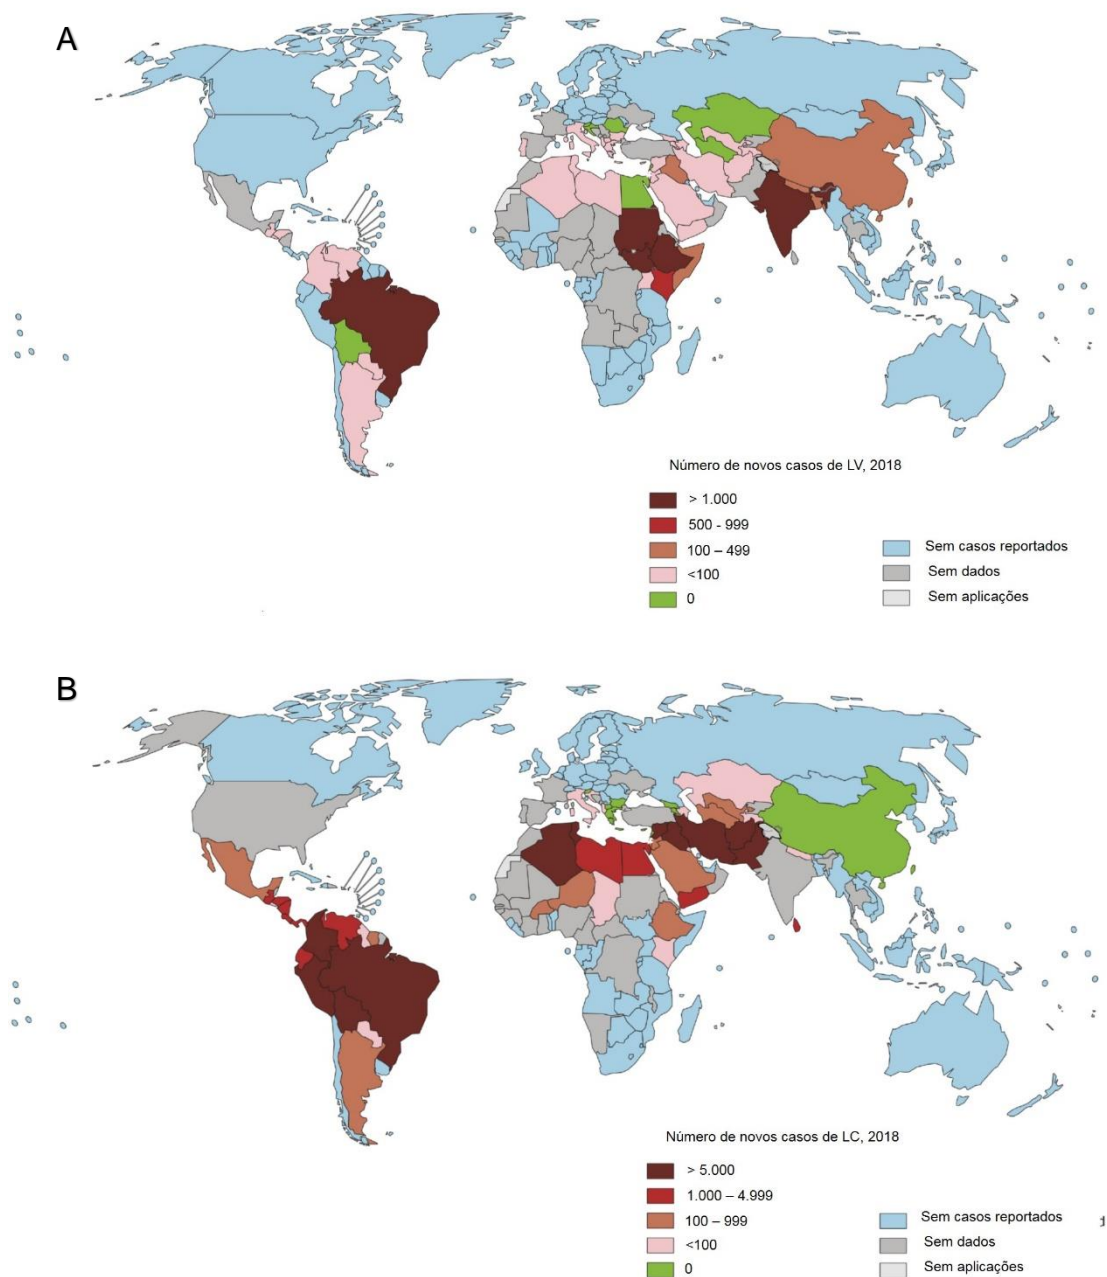 A
Número de novos casos de LV, 2018
> 1.000
500 - 999
100 – 499
<100
0
Sem casos reportados
Sem dados
Sem aplicações
B
Número de novos casos de LC, 2018
> 5.000
1.000 – 4.999
100 – 999
<100
0
Sem casos reportados
Sem dados
Sem aplicações